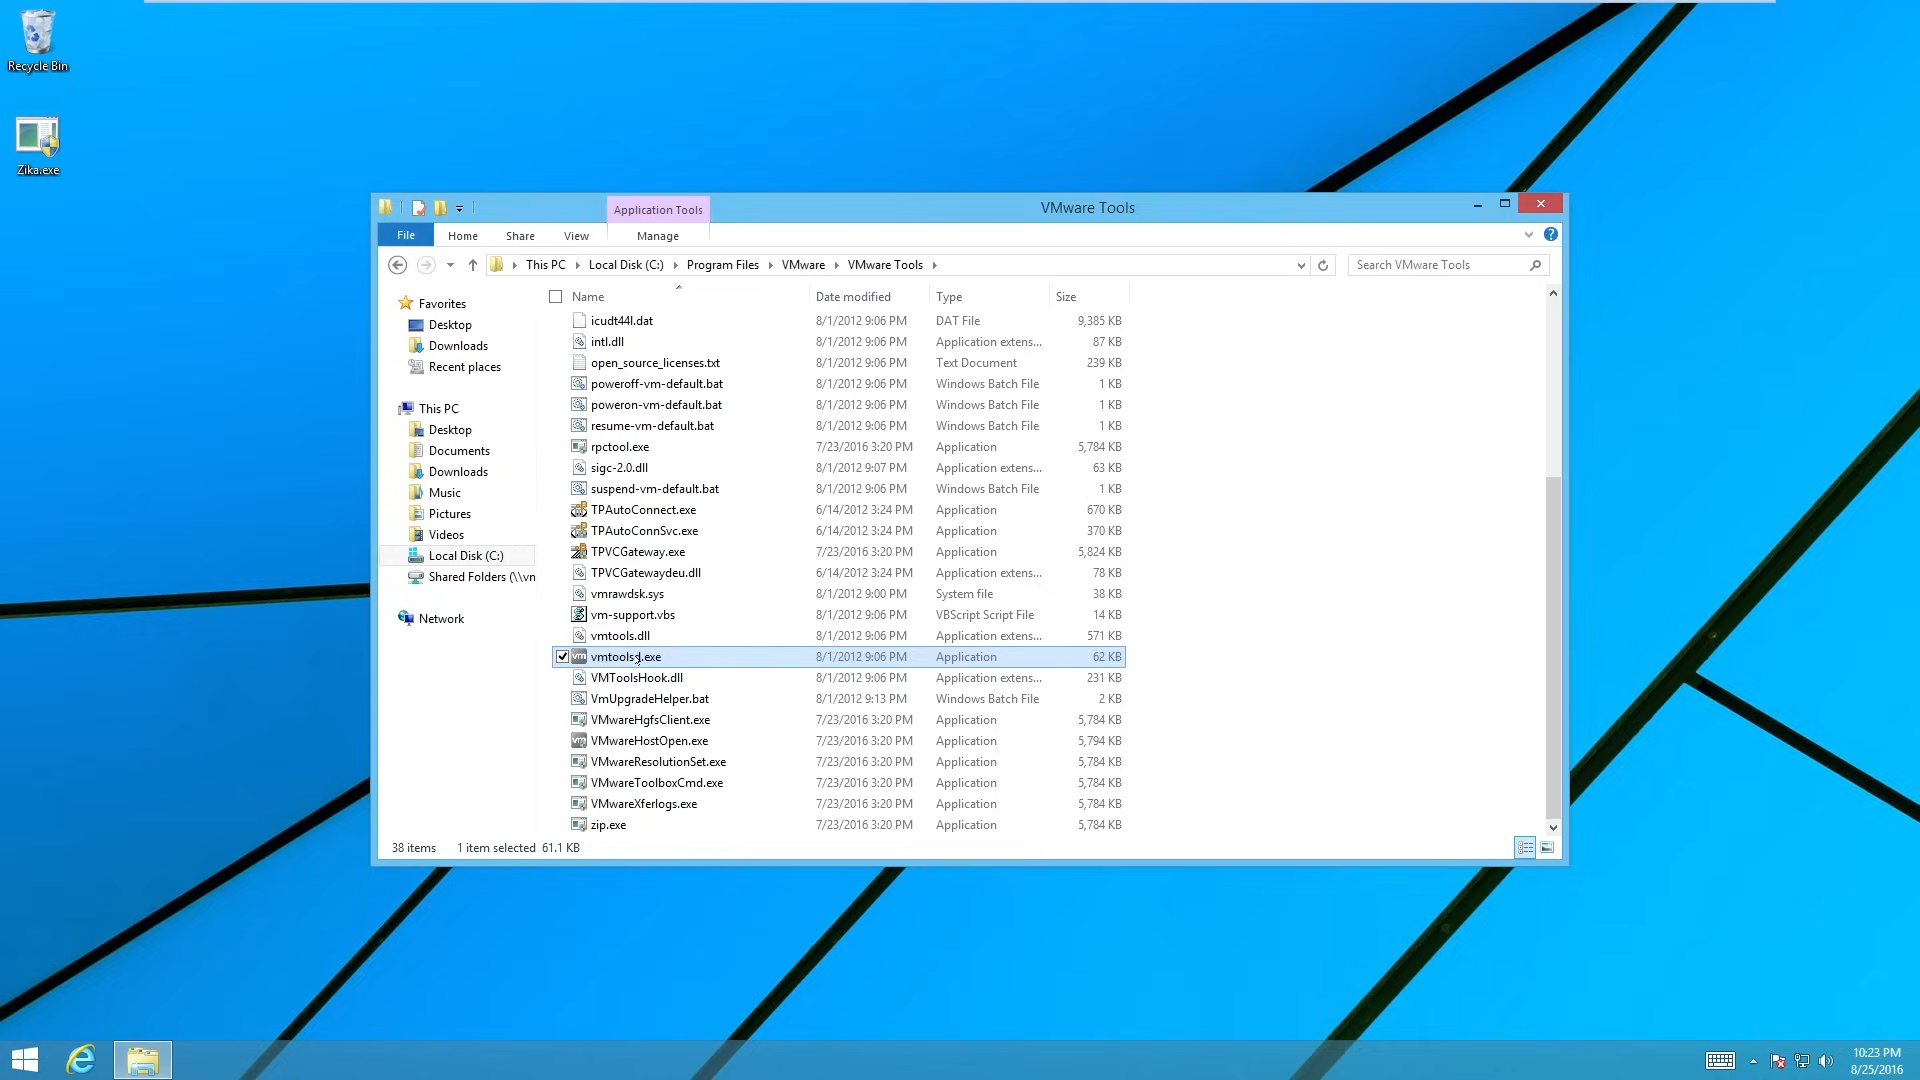 Recycle Bin
Zika.exe
Application Tools
VMware Tools
File
Home
Share
View
Manage
This PC
Local Disk (C:)
Program Files
VMware
VMware Tools
Search VMware Tools
Favorites
Desktop
Downloads
Recent places
This PC
Desktop
Documents
Downloads
Music
Pictures
Videos
Local Disk (C:)
Shared Folders (\\vn
Network
Name Date modified Type Size
icudt44l.dat 8/1/2012 9:06 PM DAT File 9,385 KB
intl.dll 8/1/2012 9:06 PM Application extens... 87 KB
open_source_licenses.txt 8/1/2012 9:06 PM Text Document 239 KB
poweroff-vm-default.bat 8/1/2012 9:06 PM Windows Batch File 1 KB
poweron-vm-default.bat 8/1/2012 9:06 PM Windows Batch File 1 KB
resume-vm-default.bat 8/1/2012 9:06 PM Windows Batch File 1 KB
rpctool.exe 7/23/2016 3:20 PM Application 5,784 KB
sigc-2.0.dll 8/1/2012 9:07 PM Application extens... 63 KB
suspend-vm-default.bat 8/1/2012 9:06 PM Windows Batch File 1 KB
TPAutoConnect.exe 6/14/2012 3:24 PM Application 670 KB
TPAutoConnSvc.exe 6/14/2012 3:24 PM Application 370 KB
TPVCGateway.exe 7/23/2016 3:20 PM Application 5,824 KB
TPVCGatewaydeu.dll 6/14/2012 3:24 PM Application extens... 78 KB
vmrawdsk.sys 8/1/2012 9:00 PM System file 38 KB
vm-support.vbs 8/1/2012 9:06 PM VBScript Script File 14 KB
vmtools.dll 8/1/2012 9:06 PM Application extens... 571 KB
vmtoolsd.exe 8/1/2012 9:06 PM Application 62 KB
VMToolsHook.dll 8/1/2012 9:06 PM Application extens... 231 KB
VmUpgradeHelper.bat 8/1/2012 9:13 PM Windows Batch File 2 KB
VMwareHgfsClient.exe 7/23/2016 3:20 PM Application 5,784 KB
VMwareHostOpen.exe 7/23/2016 3:20 PM Application 5,794 KB
VMwareResolutionSet.exe 7/23/2016 3:20 PM Application 5,784 KB
VMwareToolboxCmd.exe 7/23/2016 3:20 PM Application 5,784 KB
VMwareXferlogs.exe 7/23/2016 3:20 PM Application 5,784 KB
zip.exe 7/23/2016 3:20 PM Application 5,784 KB
38 items 1 item selected 61.1 KB
10:23 PM
8/25/2016